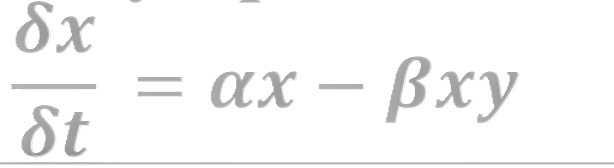 δx/δt = αx − βxy